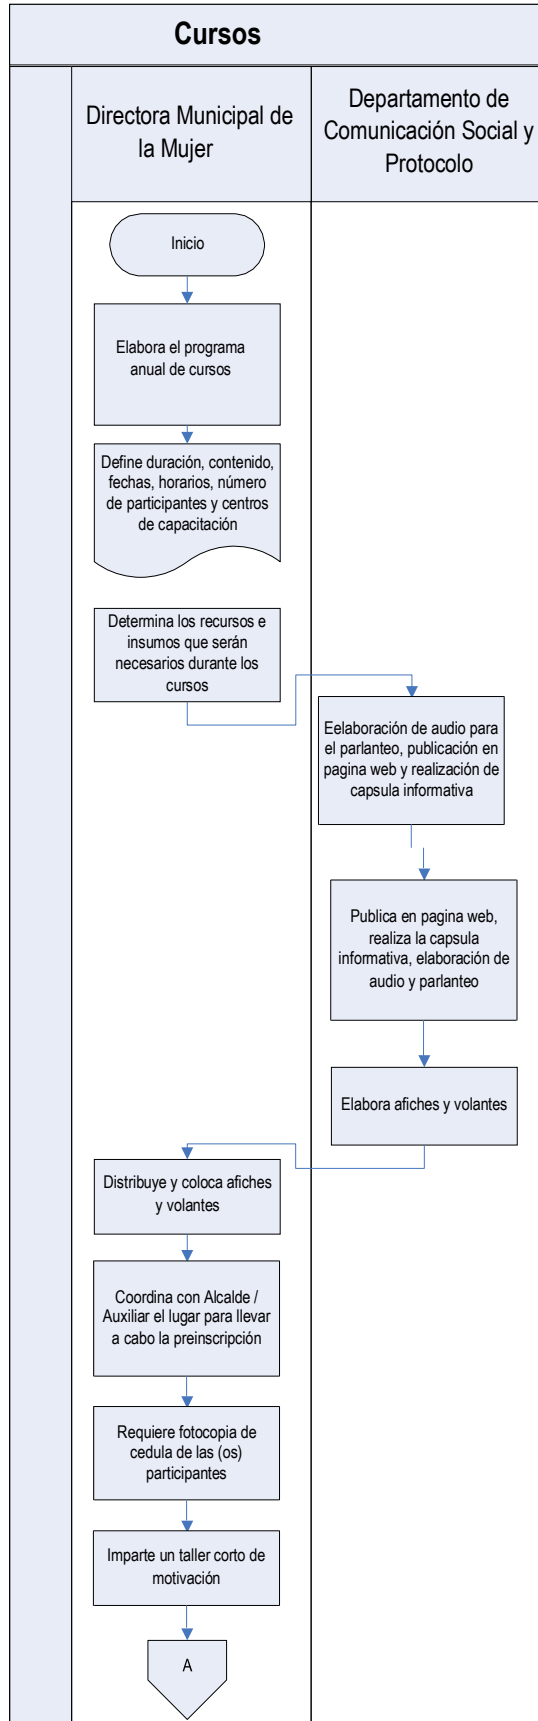 Cursos
Directora Municipal de
la Mujer
Departamento de
Comunicación Social y
Protocolo
Inicio
Elabora el programa
anual de cursos
Define duración, contenido,
fechas, horarios, número
de participantes y centros
de capacitación
Determina los recursos e
insumos que serán
necesarios durante los
cursos
Eelaboración de audio para
el parlanteo, publicación en
pagina web y realización de
capsula informativa
Publica en pagina web,
realiza la capsula
informativa, elaboración de
audio y parlanteo
Elabora afiches y volantes
Distribuye y coloca afiches
y volantes
Coordina con Alcalde /
Auxiliar el lugar para llevar
a cabo la preinscripción
Requiere fotocopia de
cedula de las (os)
participantes
Imparte un taller corto de
motivación
A